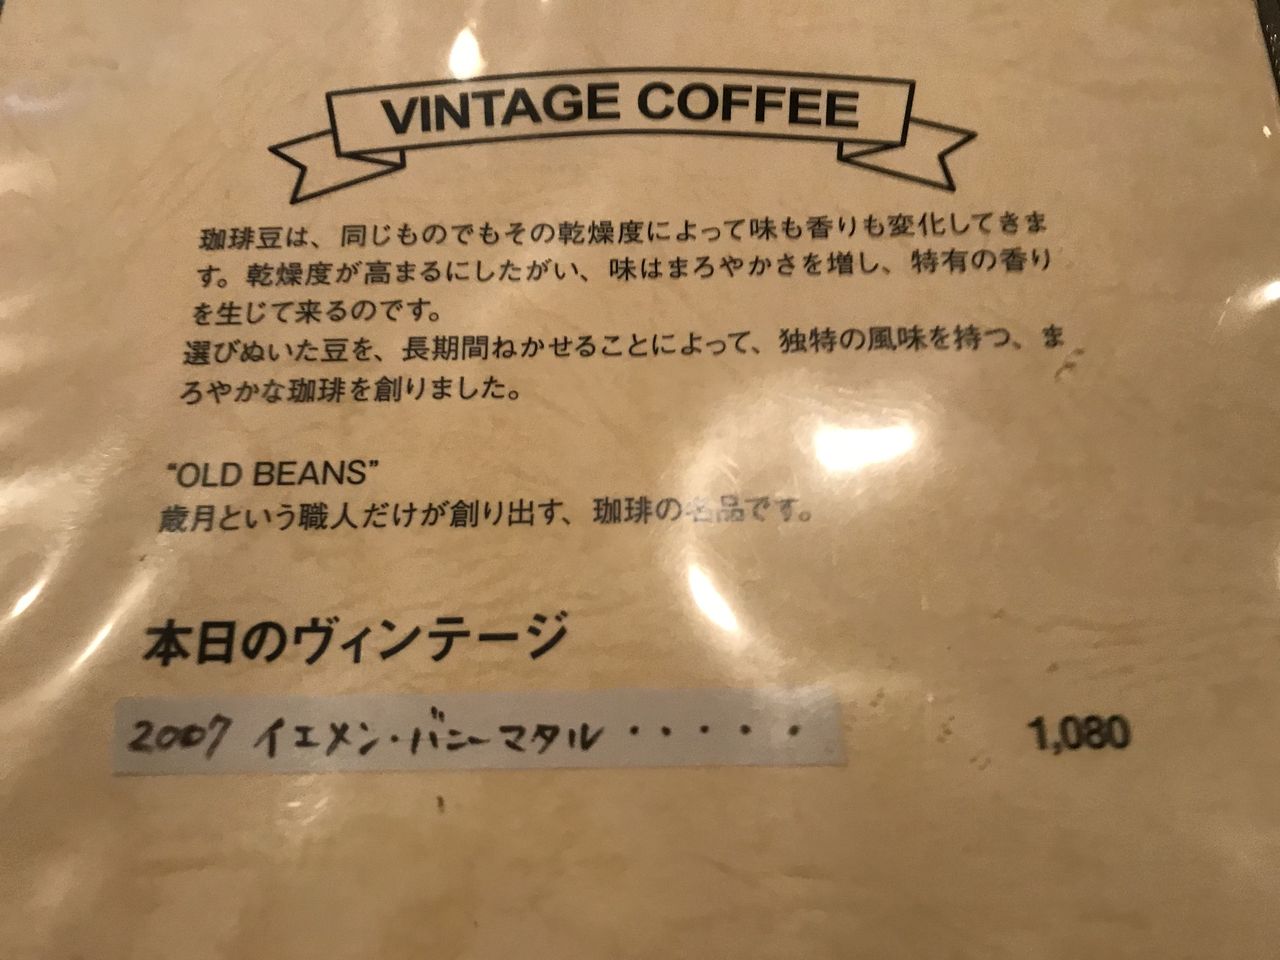 VINTAGE COFFEE
珈琲豆は、同じものでもその乾燥度によって味も香りも変化してきま
す。乾燥度が高まるにしたがい、味はまろやかさを増し、特有の香り
を生じて来るのです。
選びぬいた豆を、長期間ねかせることによって、独特の風味を持つ、ま
ろやかな珈琲を創りました。
“OLD BEANS”
歳月という職人だけが創り出す、珈琲の名品です。
本日のヴィンテージ
2007 イエメン・バニーマタル ・・・・・ 1,080